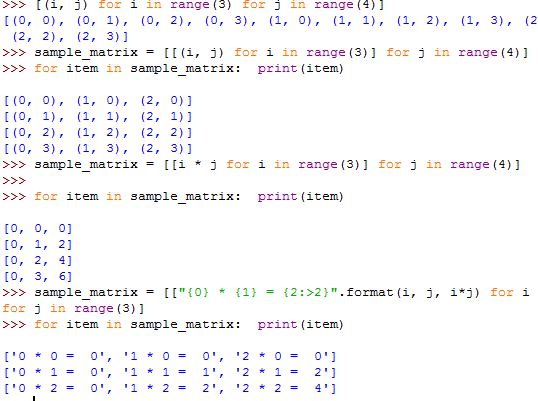 >>> [(i, j) for i in range(3) for j in range(4)]
[(0, 0), (0, 1), (0, 2), (0, 3), (1, 0), (1, 1), (1, 2), (1, 3), (2
 (2, 2), (2, 3)]
>>> sample_matrix = [[(i, j) for i in range(3)] for j in range(4)]
>>> for item in sample_matrix:  print(item)

[(0, 0), (1, 0), (2, 0)]
[(0, 1), (1, 1), (2, 1)]
[(0, 2), (1, 2), (2, 2)]
[(0, 3), (1, 3), (2, 3)]
>>> sample_matrix = [[i * j for i in range(3)] for j in range(4)]
>>>
>>> for item in sample_matrix:  print(item)

[0, 0, 0]
[0, 1, 2]
[0, 2, 4]
[0, 3, 6]
>>> sample_matrix = [["{0} * {1} = {2:>2}".format(i, j, i*j) for i
for j in range(3)]
>>> for item in sample_matrix:  print(item)

['0 * 0 =  0', '1 * 0 =  0', '2 * 0 =  0']
['0 * 1 =  0', '1 * 1 =  1', '2 * 1 =  2']
['0 * 2 =  0', '1 * 2 =  2', '2 * 2 =  4']